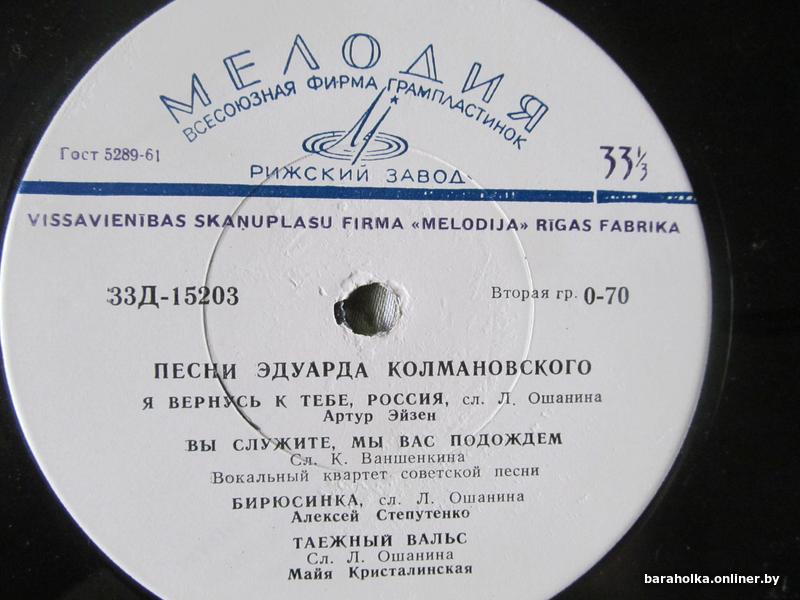 МЕЛОДИЯ
ВСЕСОЮЗНАЯ ФИРМА ГРАМПЛАСТИНОК
Гост 5289-61
33⅓
РИЖСКИЙ ЗАВОД
VISSAVIENĪBAS SKAŅUPLASU FIRMA «MELODIJA» RĪGAS FABRIKA
33Д-15203
Вторая гр. 0-70
ПЕСНИ ЭДУАРДА КОЛМАНОВСКОГО
Я ВЕРНУСЬ К ТЕБЕ, РОССИЯ, сл. Л. Ошанина
Артур Эйзен
ВЫ СЛУЖИТЕ, МЫ ВАС ПОДОЖДЕМ
Сл. К. Ваншенкина
Вокальный квартет советской песни
БИРЮСИНКА, сл. Л. Ошанина
Алексей Степутенко
ТАЕЖНЫЙ ВАЛЬС
Сл. Л. Ошанина
Майя Кристалинская
baraholka.onliner.by